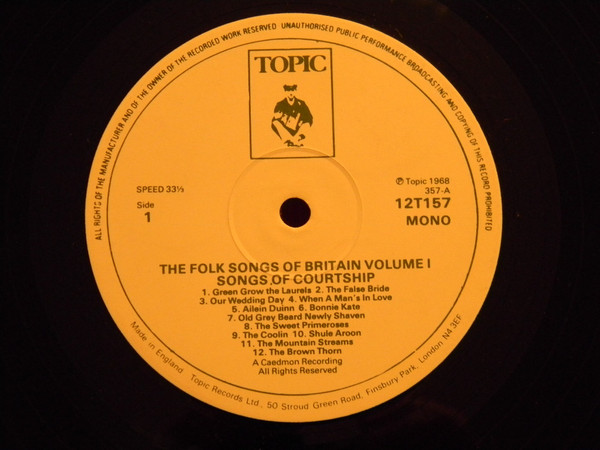 ALL RIGHTS OF THE MANUFACTURER AND OF THE OWNER OF THE RECORDED WORK RESERVED UNAUTHORISED PUBLIC PERFORMANCE BROADCASTING AND COPYING OF THIS RECORD PROHIBITED
TOPIC
SPEED 33⅓
Side
1
℗ Topic 1968
357-A
12T157
MONO
THE FOLK SONGS OF BRITAIN VOLUME I
SONGS OF COURTSHIP
1. Green Grow the Laurels 2. The False Bride
3. Our Wedding Day 4. When A Man's In Love
5. Ailein Duinn 6. Bonnie Kate
7. Old Grey Beard Newly Shaven
8. The Sweet Primeroses
9. The Coolin 10. Shule Aroon
11. The Mountain Streams
12. The Brown Thorn
A Caedmon Recording
All Rights Reserved
Made in England. Topic Records Ltd., 50 Stroud Green Road, Finsbury Park, London N4 3EF